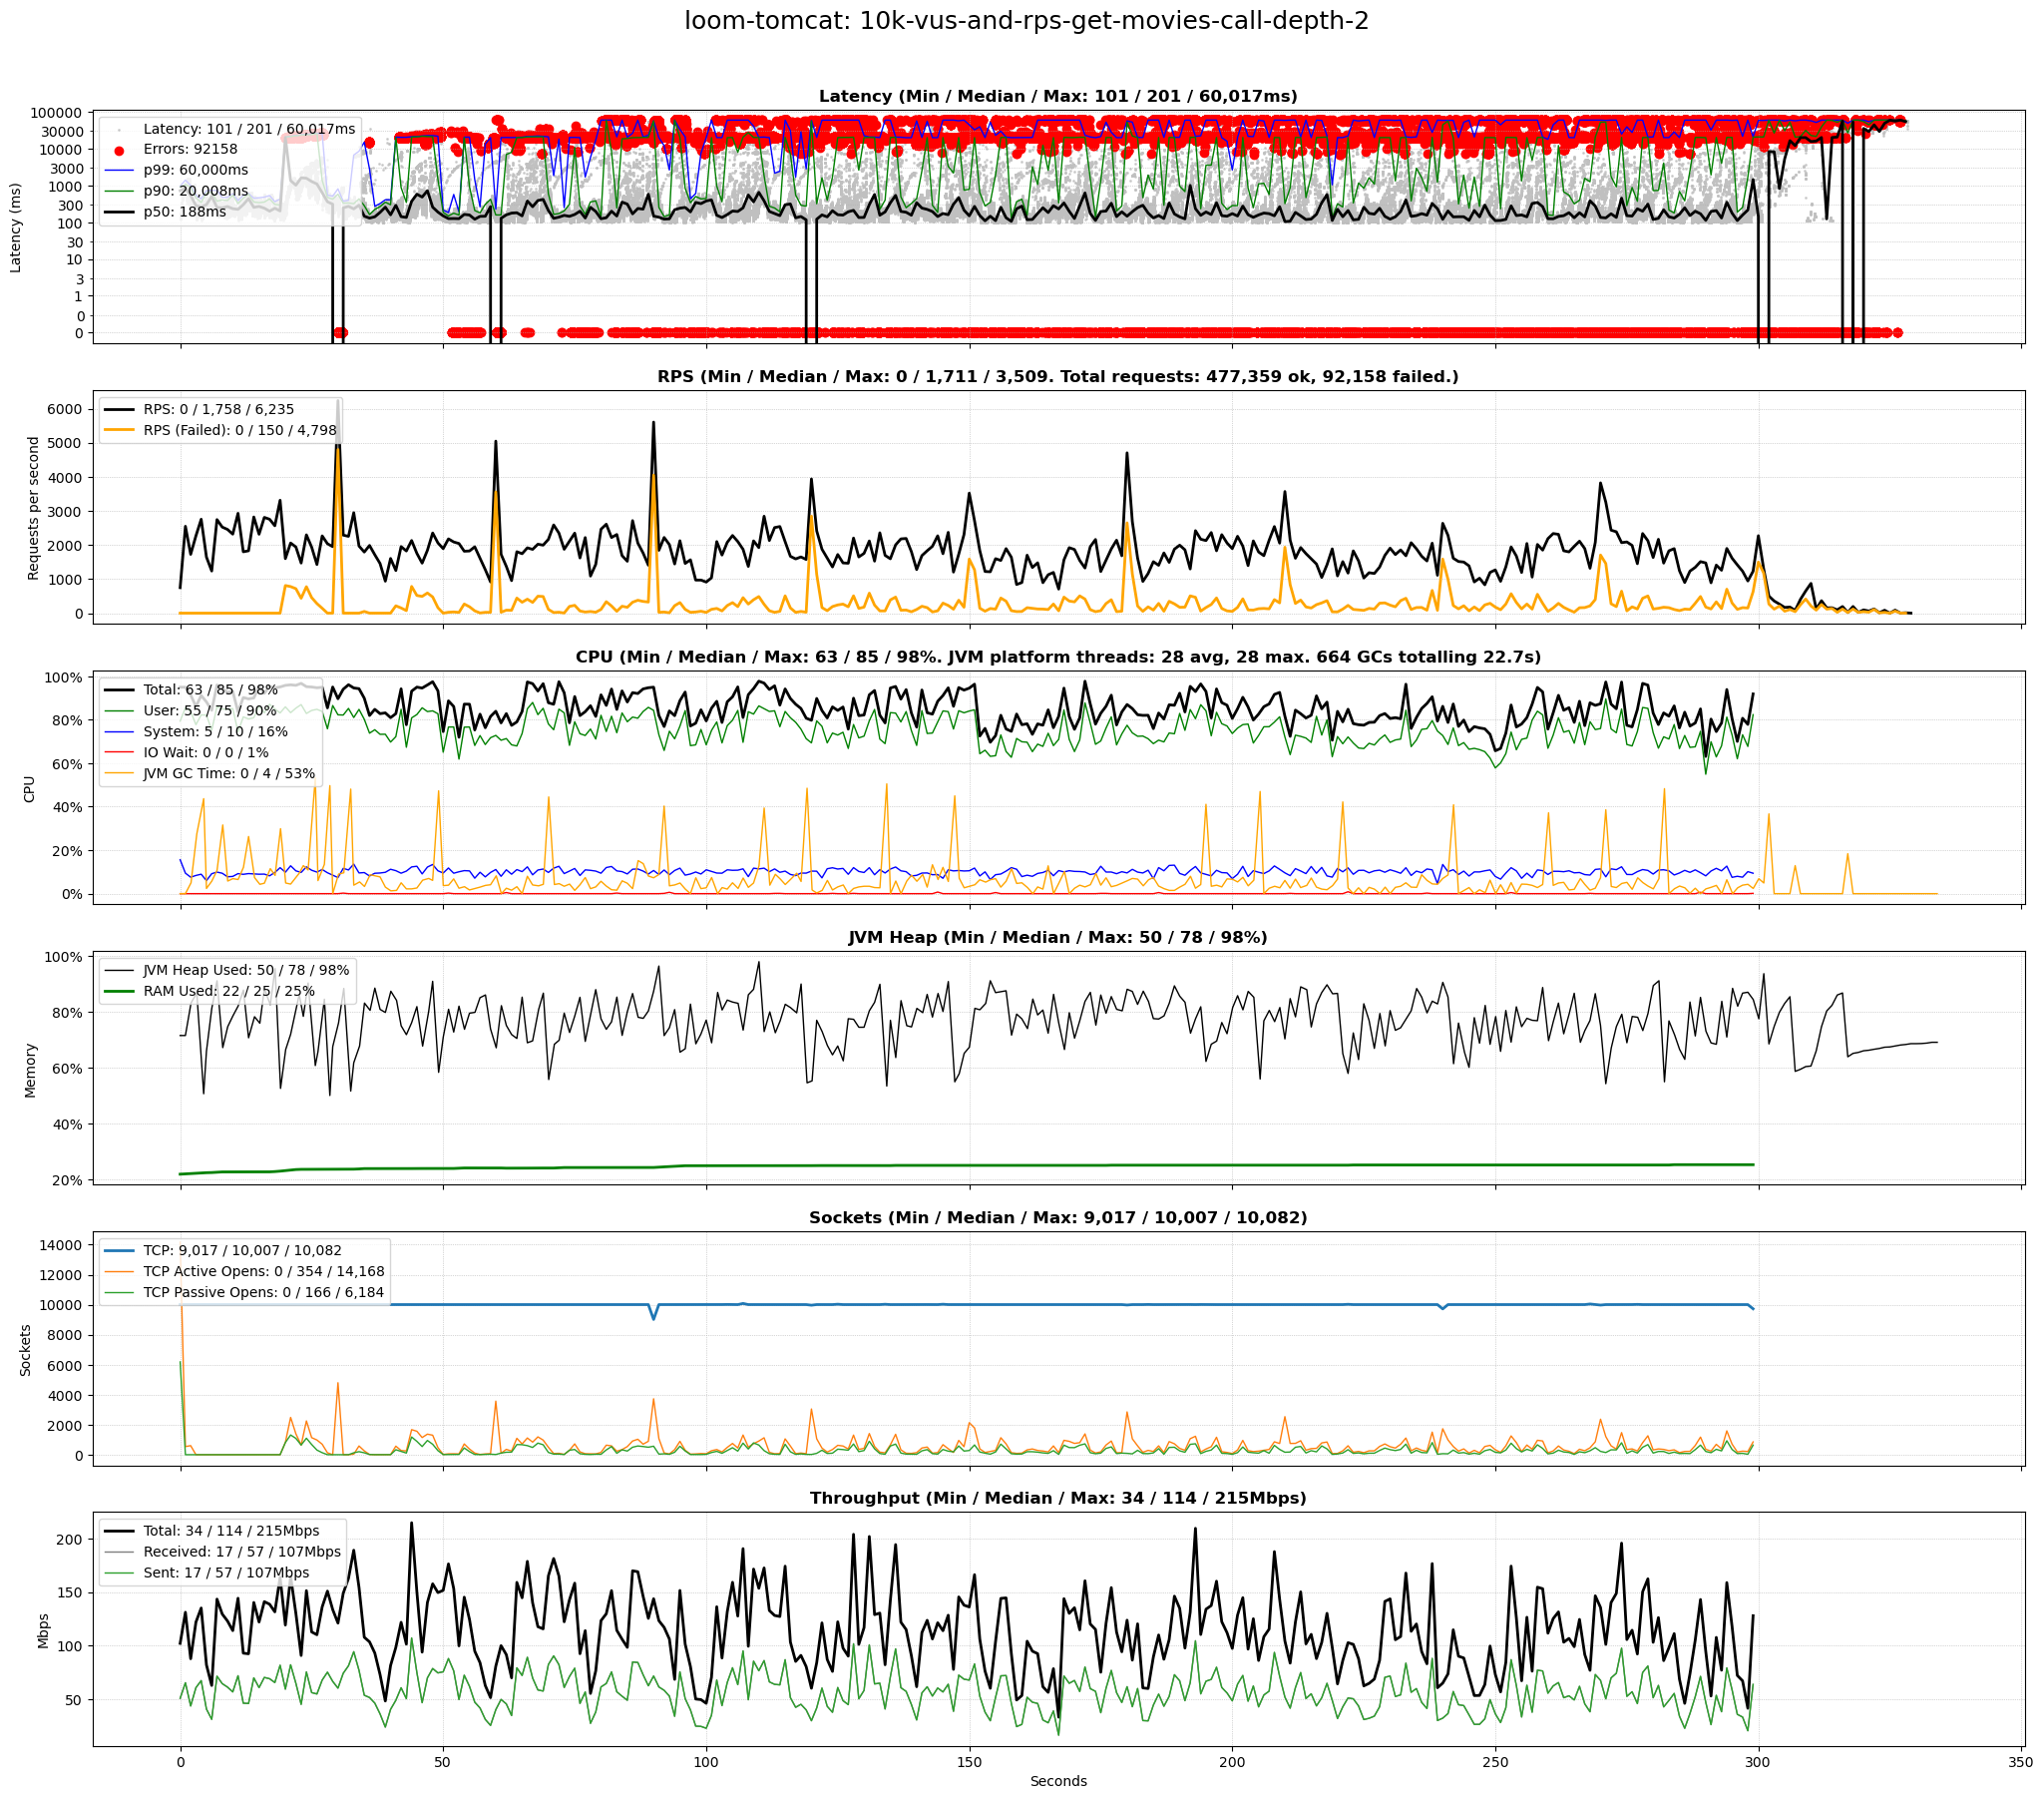 loom-tomcat: 10k-vus-and-rps-get-movies-call-depth-2
Latency (Min / Median / Max: 101 / 201 / 60,017ms)
Latency (ms)
100000
30000
10000
3000
1000
300
100
30
10
3
1
0
0
Latency: 101 / 201 / 60,017ms
Errors: 92158
p99: 60,000ms
p90: 20,008ms
p50: 188ms
RPS (Min / Median / Max: 0 / 1,711 / 3,509. Total requests: 477,359 ok, 92,158 failed.)
Requests per second
6000
5000
4000
3000
2000
1000
0
RPS: 0 / 1,758 / 6,235
RPS (Failed): 0 / 150 / 4,798
CPU (Min / Median / Max: 63 / 85 / 98%. JVM platform threads: 28 avg, 28 max. 664 GCs totalling 22.7s)
CPU
100%
80%
60%
40%
20%
0%
Total: 63 / 85 / 98%
User: 55 / 75 / 90%
System: 5 / 10 / 16%
IO Wait: 0 / 0 / 1%
JVM GC Time: 0 / 4 / 53%
JVM Heap (Min / Median / Max: 50 / 78 / 98%)
Memory
100%
80%
60%
40%
20%
JVM Heap Used: 50 / 78 / 98%
RAM Used: 22 / 25 / 25%
Sockets (Min / Median / Max: 9,017 / 10,007 / 10,082)
Sockets
14000
12000
10000
8000
6000
4000
2000
0
TCP: 9,017 / 10,007 / 10,082
TCP Active Opens: 0 / 354 / 14,168
TCP Passive Opens: 0 / 166 / 6,184
Throughput (Min / Median / Max: 34 / 114 / 215Mbps)
Mbps
200
150
100
50
Total: 34 / 114 / 215Mbps
Received: 17 / 57 / 107Mbps
Sent: 17 / 57 / 107Mbps
0 50 100 150 200 250 300 350
Seconds